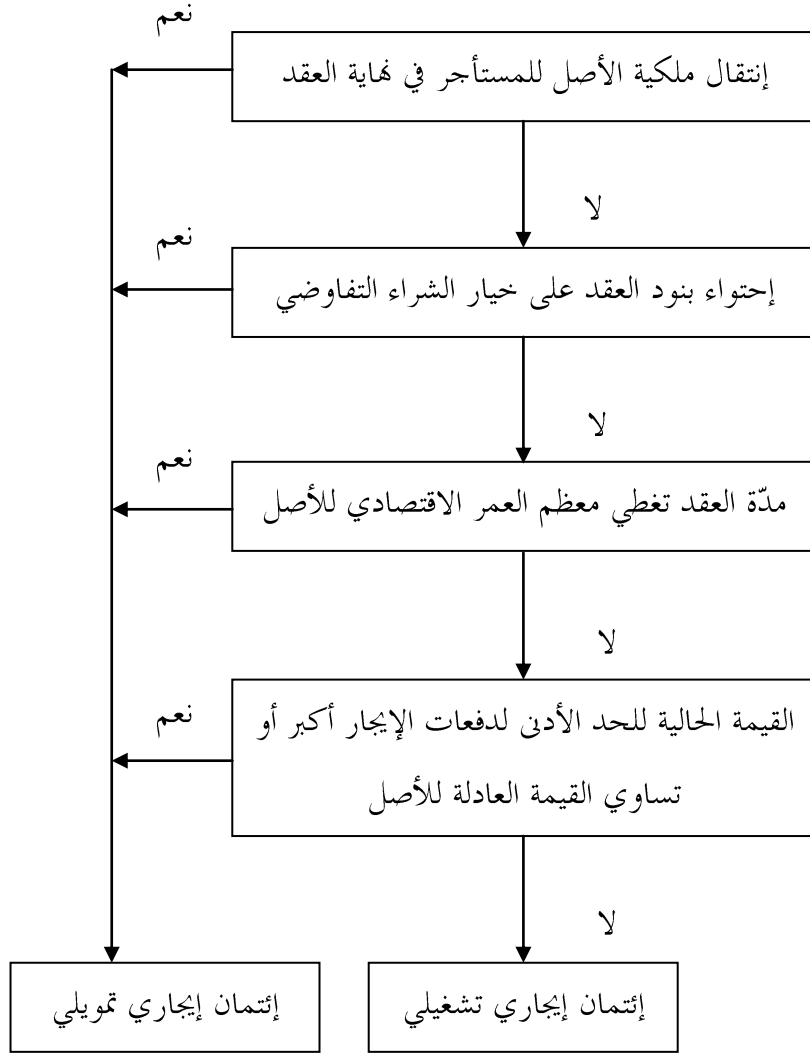 نعم
إنتقال ملكية الأصل للمستأجر في نهاية العقد
لا
نعم
إحتواء بنود العقد على خيار الشراء التفاوضي
لا
نعم
مدّة العقد تغطي معظم العمر الاقتصادي للأصل
لا
نعم
القيمة الحالية للحد الأدنى لدفعات الإيجار أكبر أو
تساوي القيمة العادلة للأصل
لا
إئتمان إيجاري تشغيلي
إئتمان إيجاري تمويلي